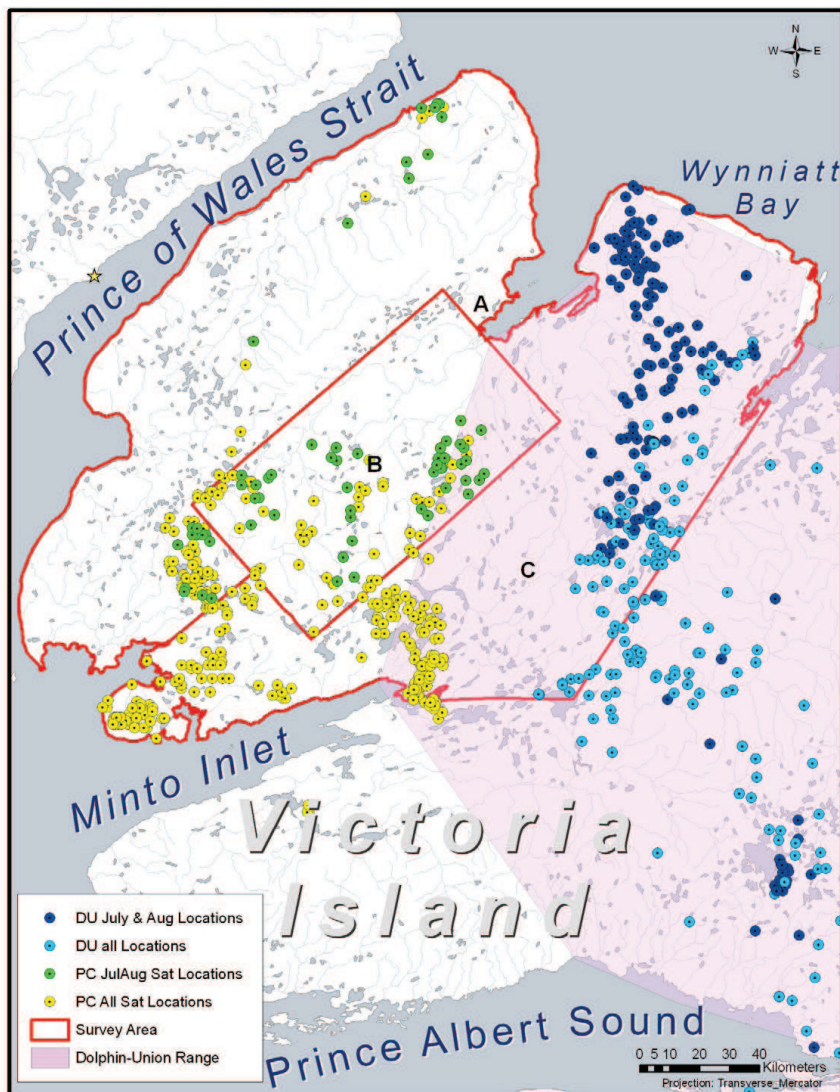 N
W E
S
Prince of Wales Strait
Wynniatt
Bay
A
B
C
Minto Inlet
Victoria
Island
DU July & Aug Locations
DU all Locations
PC JulAug Sat Locations
PC All Sat Locations
Survey Area
Dolphin-Union Range
Prince Albert Sound
0 5 10 20 30 40
Kilometers
Projection: Transverse_Mercator